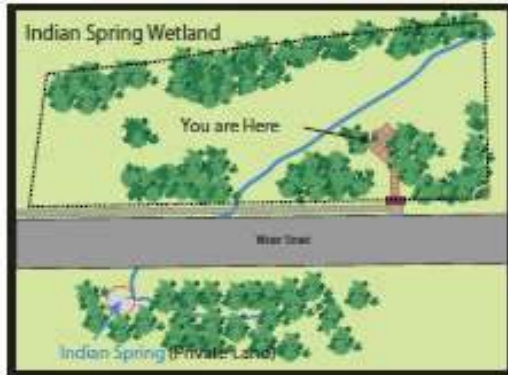 Indian Spring Wetland
You are Here
Indian Spring (Private Land)